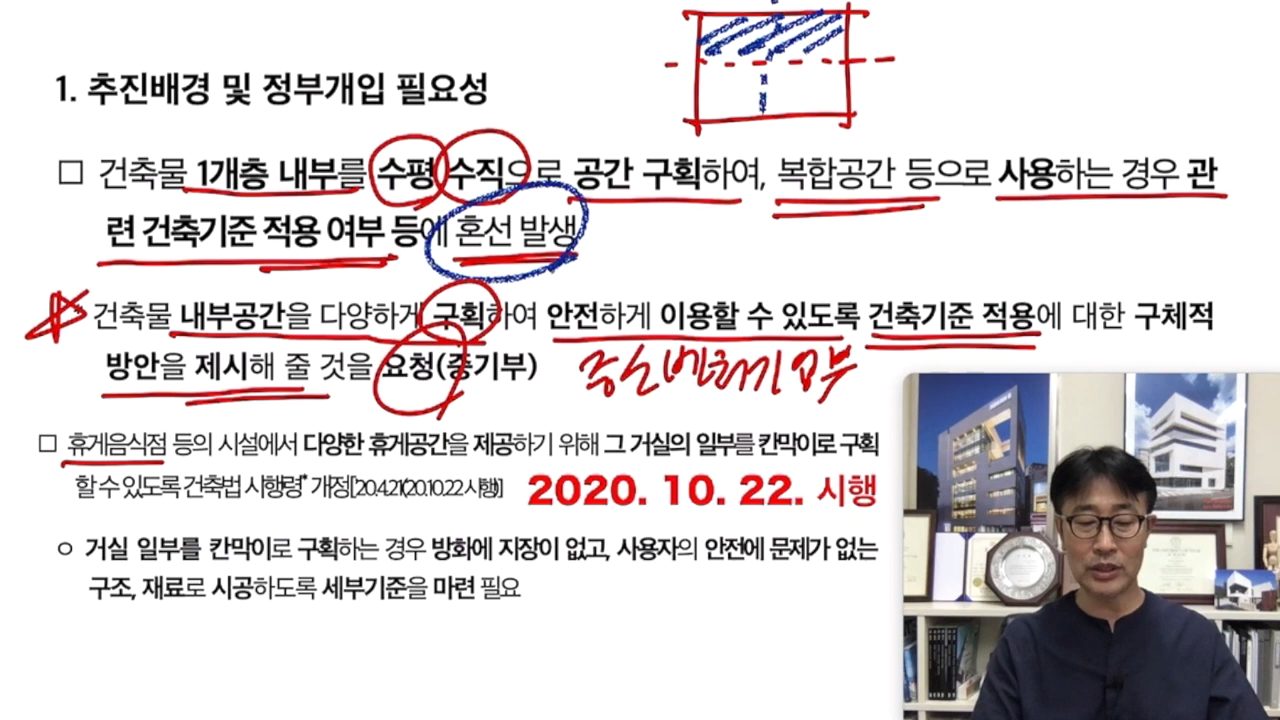 1. 추진배경 및 정부개입 필요성
□ 건축물 1개층 내부를 수평 수직으로 공간 구획하여, 복합공간 등으로 사용하는 경우 관
련 건축기준 적용 여부 등에 혼선 발생
건축물 내부공간을 다양하게 구획하여 안전하게 이용할 수 있도록 건축기준 적용에 대한 구체적
방안을 제시해 줄 것을 요청(중기부)
□ 휴게음식점 등의 시설에서 다양한 휴게공간을 제공하기 위해 그 거실의 일부를 칸막이로 구획
할 수 있도록 건축법 시행령* 개정['20.4.21('20.10.22 시행)]
2020. 10. 22. 시행
○ 거실 일부를 칸막이로 구획하는 경우 방화에 지장이 없고, 사용자의 안전에 문제가 없는
구조, 재료로 시공하도록 세부기준을 마련 필요